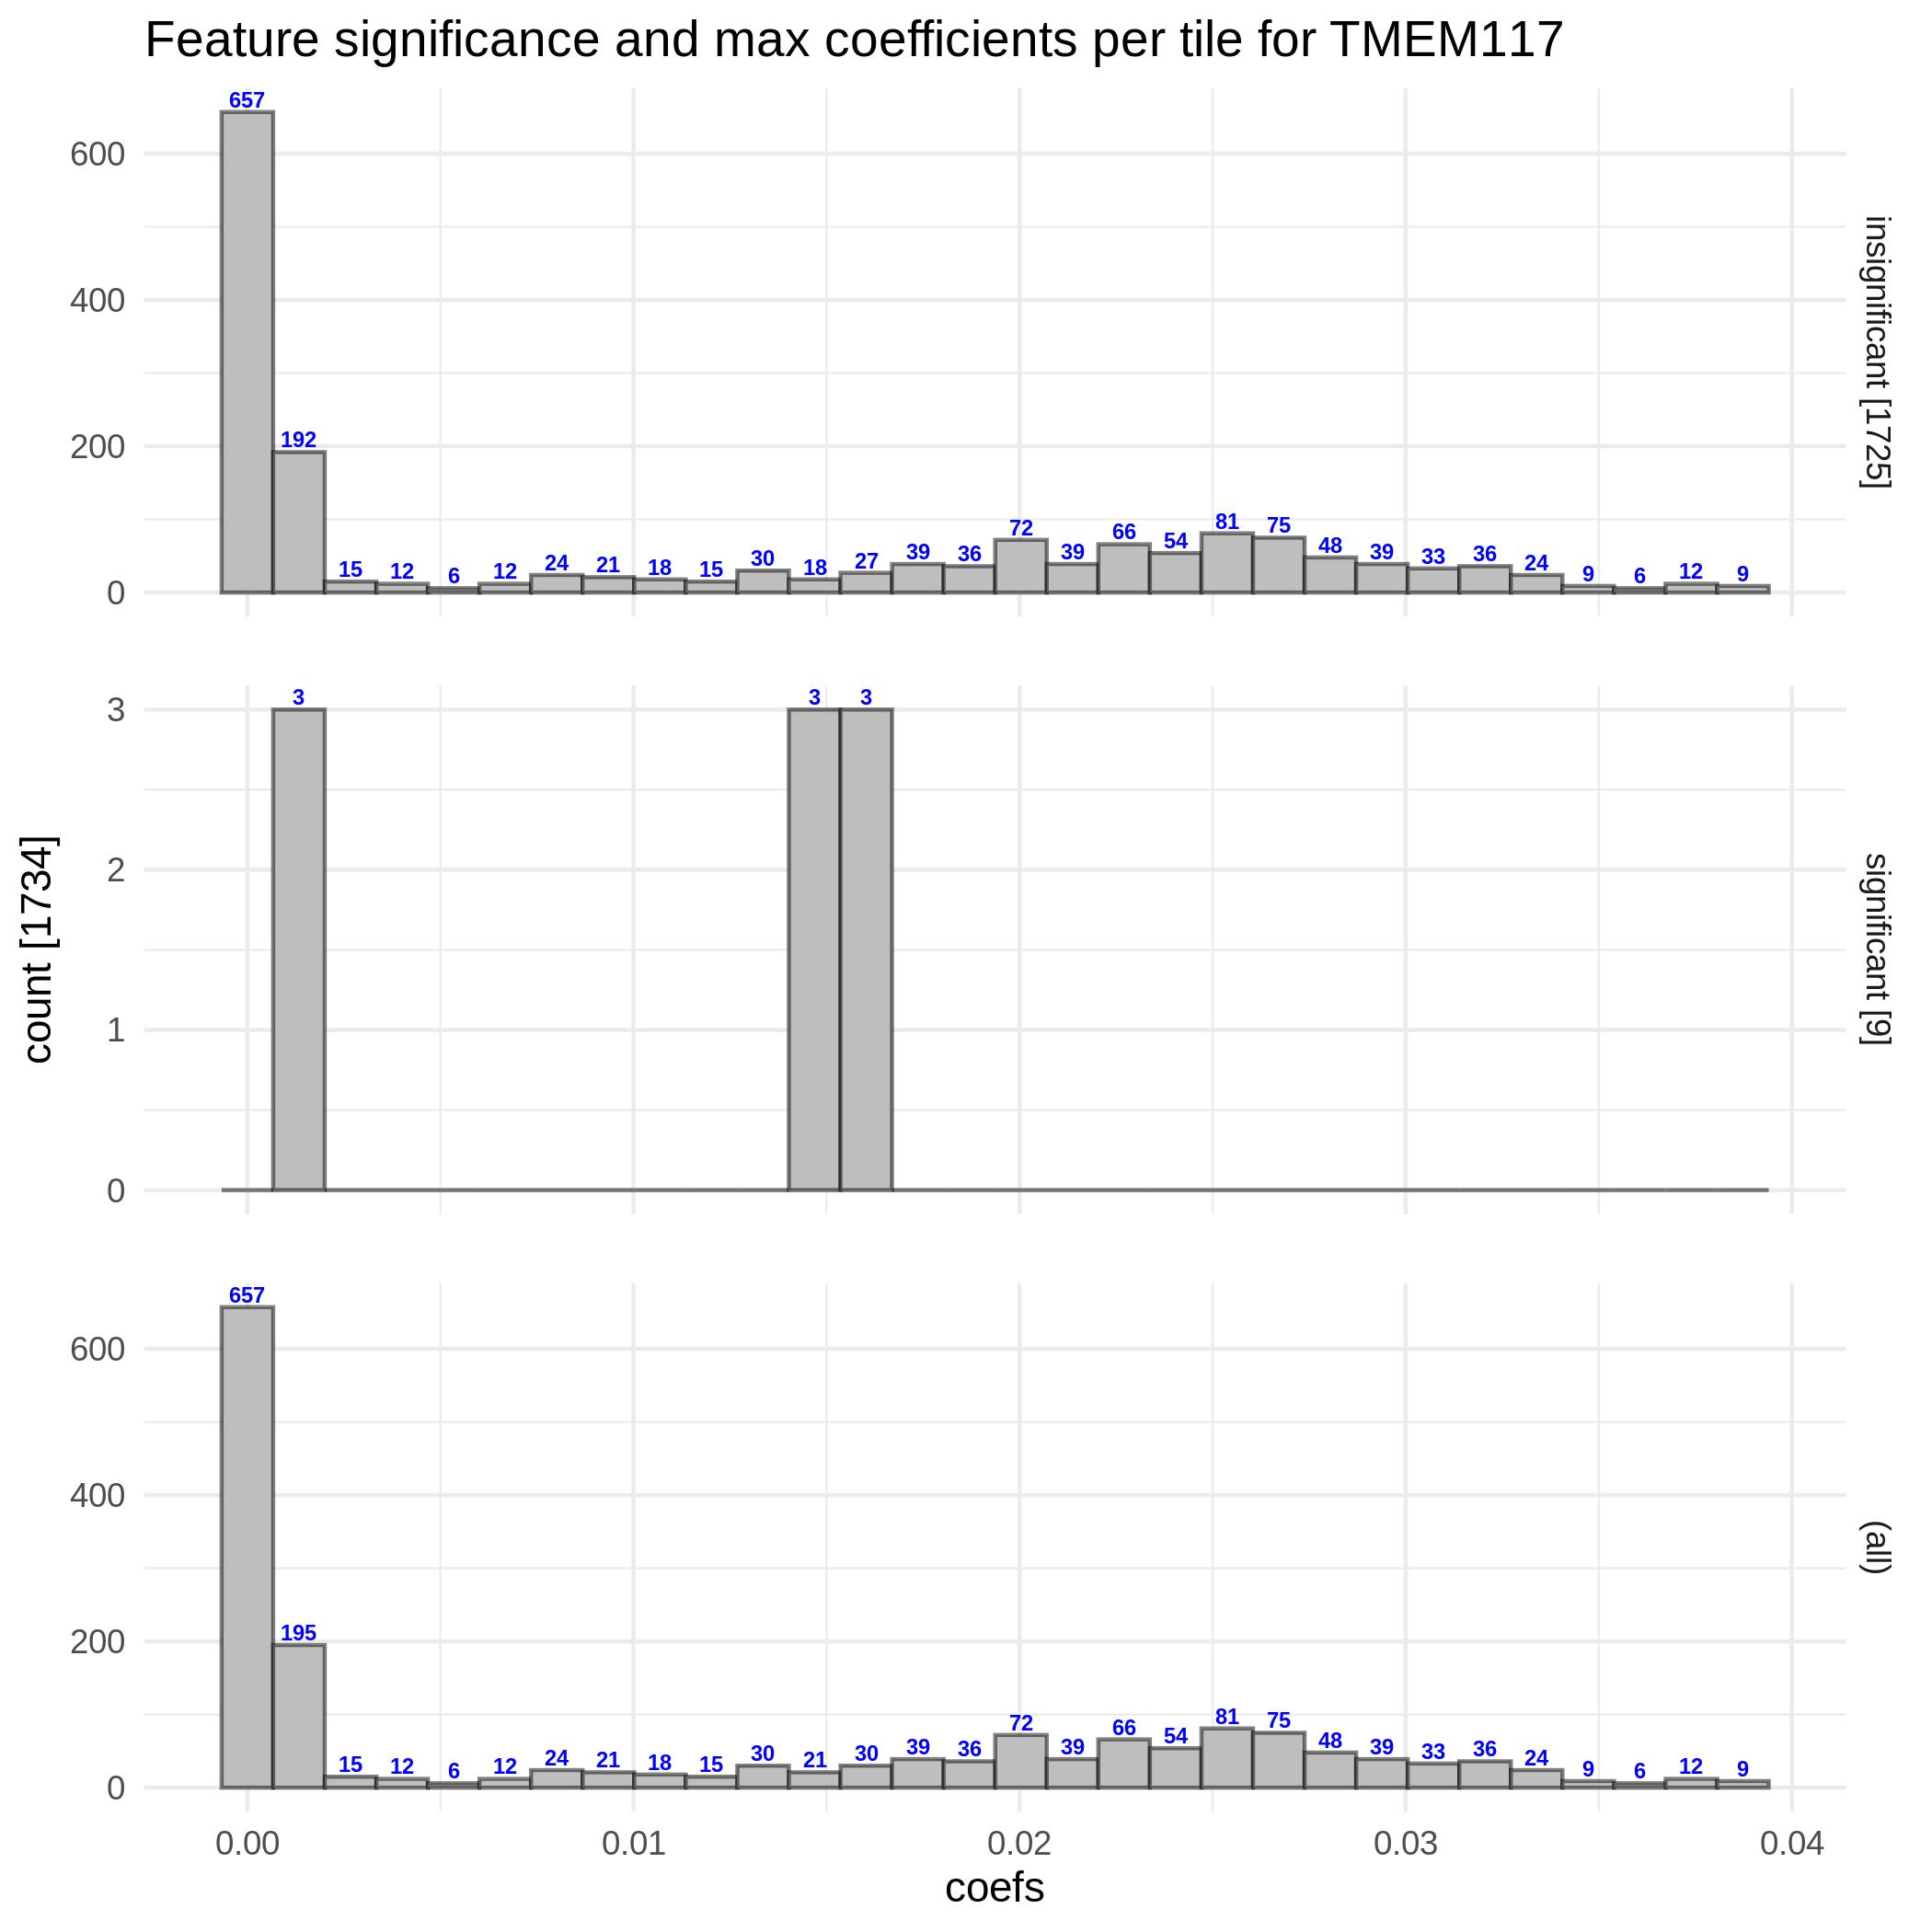 Feature significance and max coefficients per tile for TMEM117
657
600
400
200
0
192
15 12 6 12 24 21 18 15 30 18 27 39 36 72 39 66 54 81 75 48 39 33 36 24 9 6 12 9
insignificant [1725]
count [1734]
3
2
1
0
3 3 3
significant [9]
657
600
400
200
0
195
15 12 6 12 24 21 18 15 30 21 30 39 36 72 39 66 54 81 75 48 39 33 36 24 9 6 12 9
(all)
0.00 0.01 0.02 0.03 0.04
coefs